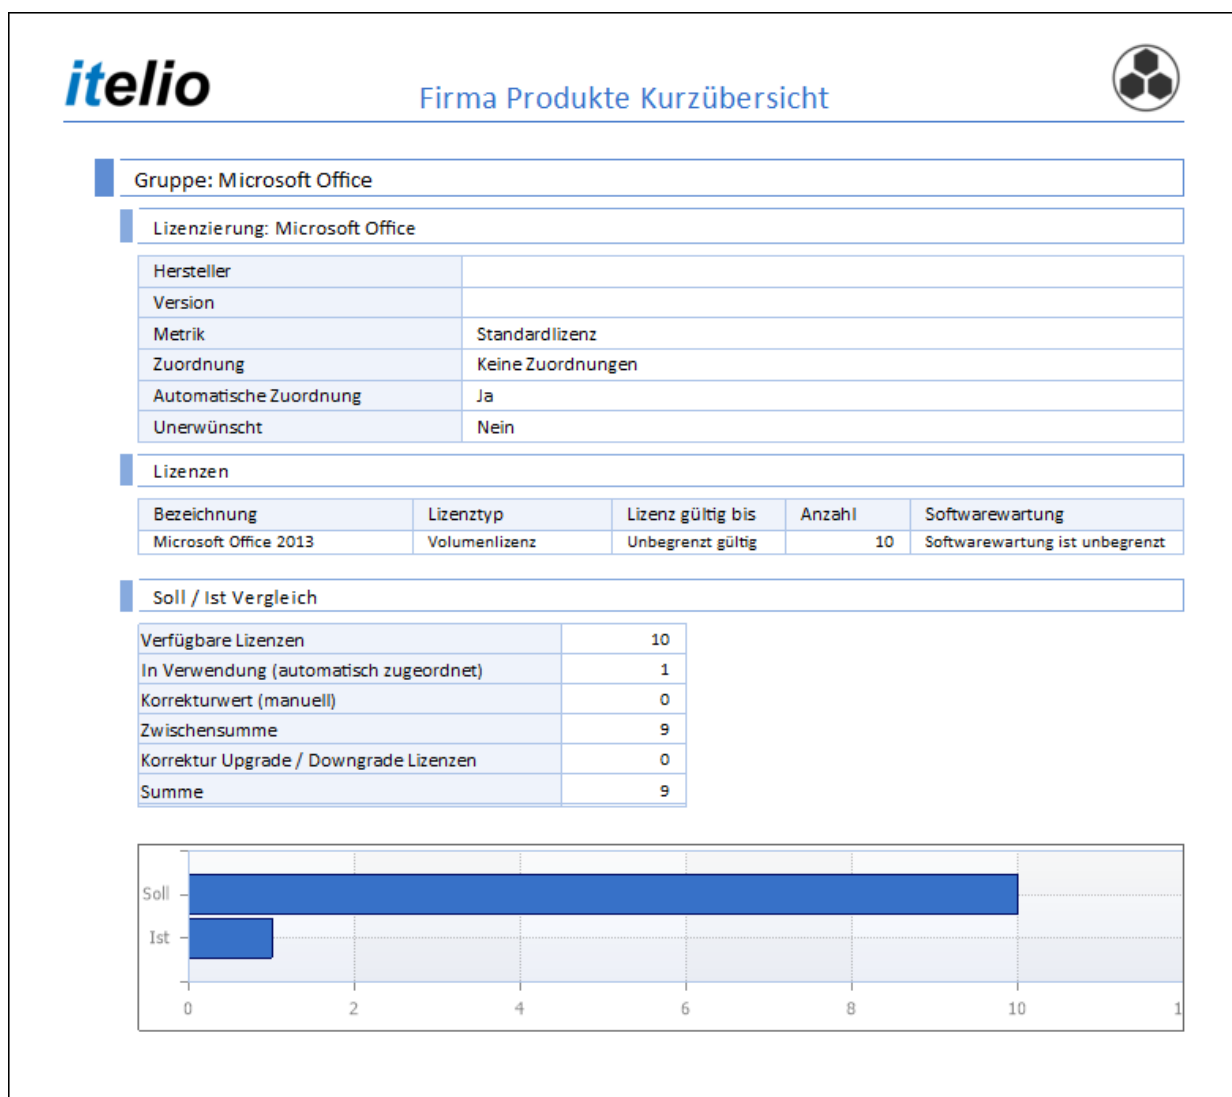 itelio
Firma Produkte Kurzübersicht
Gruppe: Microsoft Office
Lizenzierung: Microsoft Office
Hersteller
Version
Metrik Standardlizenz
Zuordnung Keine Zuordnungen
Automatische Zuordnung Ja
Unerwünscht Nein
Lizenzen
Bezeichnung Lizenztyp Lizenz gültig bis Anzahl Softwarewartung
Microsoft Office 2013 Volumenlizenz Unbegrenzt gültig 10 Softwarewartung ist unbegrenzt
Soll / Ist Vergleich
Verfügbare Lizenzen 10
In Verwendung (automatisch zugeordnet) 1
Korrekturwert (manuell) 0
Zwischensumme 9
Korrektur Upgrade / Downgrade Lizenzen 0
Summe 9
Soll
Ist
0 2 4 6 8 10 1